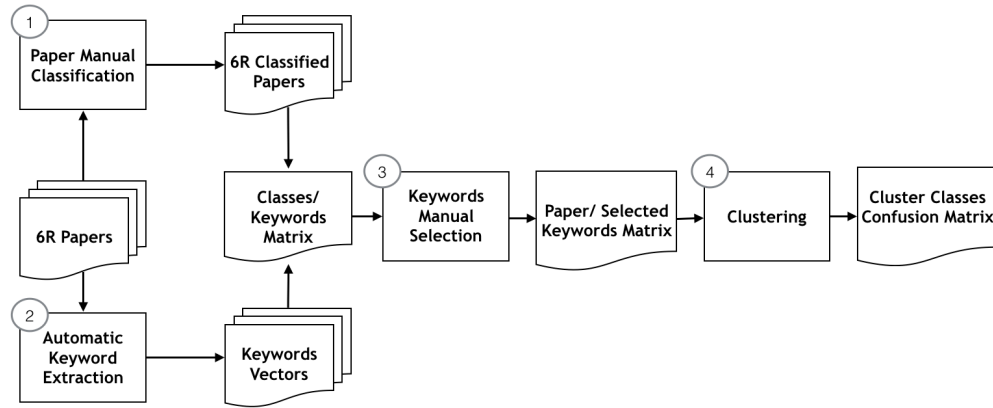 1
Paper Manual
Classification
6R Classified
Papers
6R Papers
2
Automatic
Keyword
Extraction
Keywords
Vectors
Classes/
Keywords
Matrix
3
Keywords
Manual
Selection
Paper/ Selected
Keywords Matrix
4
Clustering
Cluster Classes
Confusion Matrix